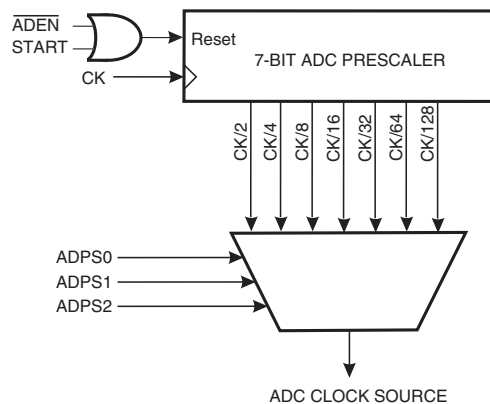 A̅D̅E̅N̅
START
CK
Reset
7-BIT ADC PRESCALER
CK/2
CK/4
CK/8
CK/16
CK/32
CK/64
CK/128
ADPS0
ADPS1
ADPS2
ADC CLOCK SOURCE